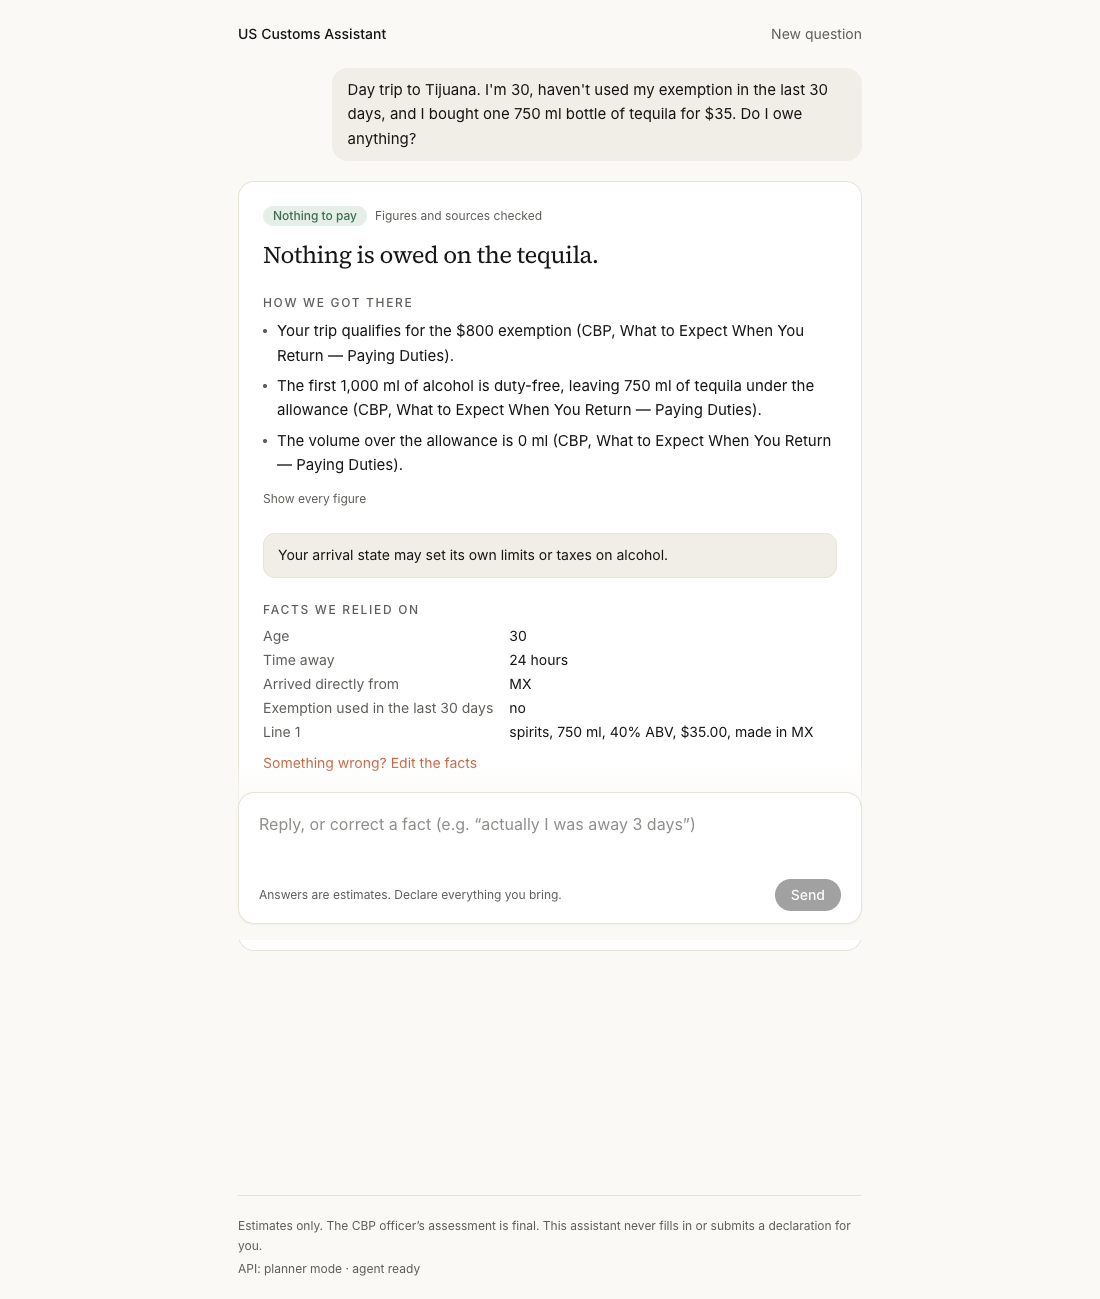 US Customs Assistant
New question
Day trip to Tijuana. I'm 30, haven't used my exemption in the last 30
days, and I bought one 750 ml bottle of tequila for $35. Do I owe
anything?
Nothing to pay
Figures and sources checked
Nothing is owed on the tequila.
HOW WE GOT THERE
• Your trip qualifies for the $800 exemption (CBP, What to Expect When You
Return — Paying Duties).
• The first 1,000 ml of alcohol is duty-free, leaving 750 ml of tequila under the
allowance (CBP, What to Expect When You Return — Paying Duties).
• The volume over the allowance is 0 ml (CBP, What to Expect When You Return
— Paying Duties).
Show every figure
Your arrival state may set its own limits or taxes on alcohol.
FACTS WE RELIED ON
Age 30
Time away 24 hours
Arrived directly from MX
Exemption used in the last 30 days no
Line 1 spirits, 750 ml, 40% ABV, $35.00, made in MX
Something wrong? Edit the facts
Reply, or correct a fact (e.g. “actually I was away 3 days”)
Answers are estimates. Declare everything you bring.
Send
Estimates only. The CBP officer’s assessment is final. This assistant never fills in or submits a declaration for
you.
API: planner mode · agent ready